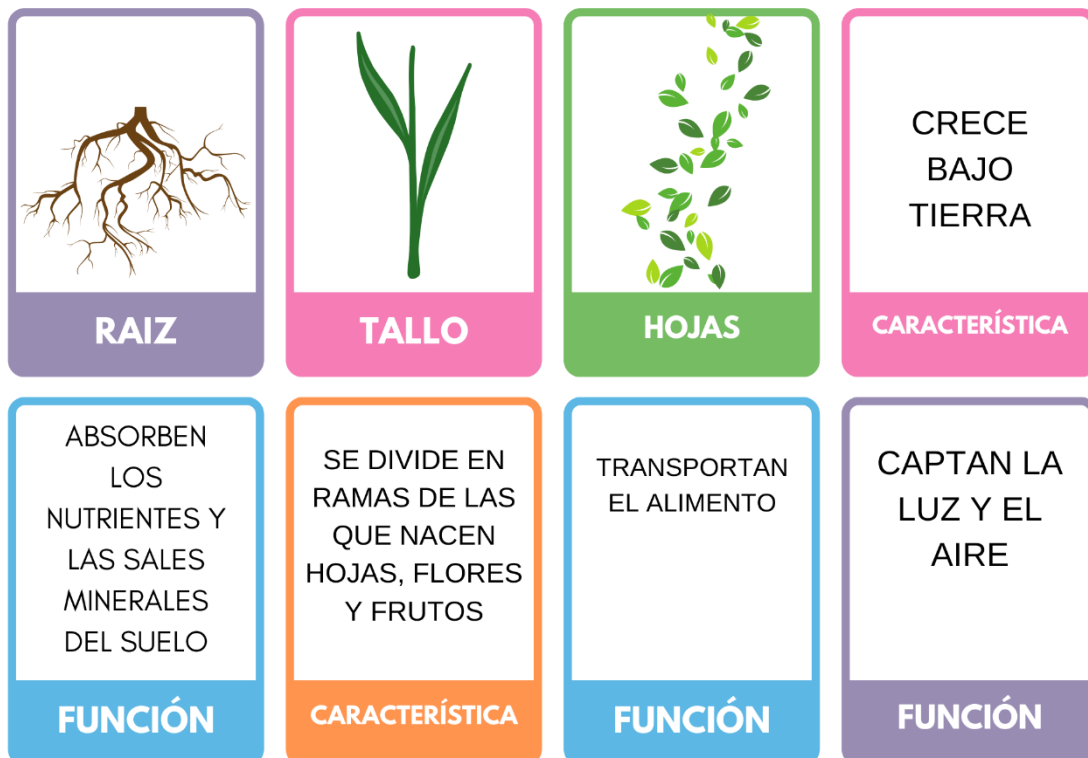 RAIZ
TALLO
HOJAS
CRECE
BAJO
TIERRA
CARACTERÍSTICA
ABSORBEN
LOS
NUTRIENTES Y
LAS SALES
MINERALES
DEL SUELO
FUNCIÓN
SE DIVIDE EN
RAMAS DE LAS
QUE NACEN
HOJAS, FLORES
Y FRUTOS
CARACTERÍSTICA
TRANSPORTAN
EL ALIMENTO
FUNCIÓN
CAPTAN LA
LUZ Y EL
AIRE
FUNCIÓN